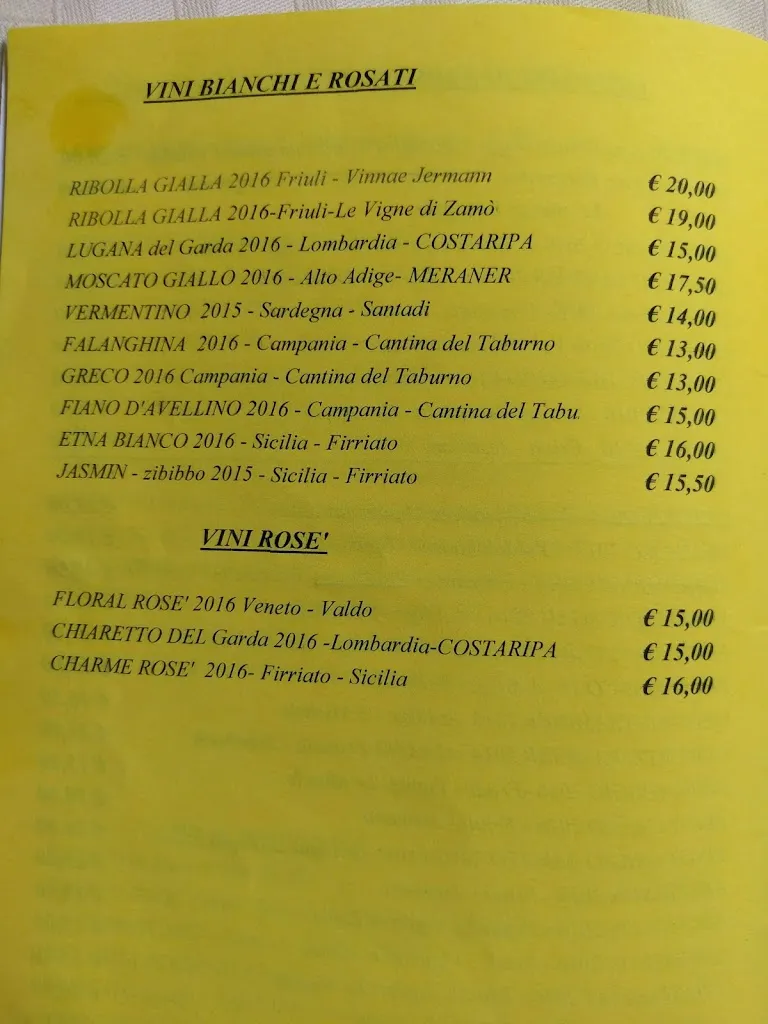 VINI BIANCHI E ROSATI
RIBOLLA GIALLA 2016 Friuli - Vinnae Jermann € 20,00
RIBOLLA GIALLA 2016-Friuli-Le Vigne di Zamò € 19,00
LUGANA del Garda 2016 - Lombardia - COSTARIPA € 15,00
MOSCATO GIALLO 2016 - Alto Adige- MERANER € 17,50
VERMENTINO 2015 - Sardegna - Santadi € 14,00
FALANGHINA 2016 - Campania - Cantina del Taburno € 13,00
GRECO 2016 Campania - Cantina del Taburno € 13,00
FIANO D'AVELLINO 2016 - Campania - Cantina del Tabu. € 15,00
ETNA BIANCO 2016 - Sicilia - Firriato € 16,00
JASMIN - zibibbo 2015 - Sicilia - Firriato € 15,50
VINI ROSE'
FLORAL ROSE' 2016 Veneto - Valdo € 15,00
CHIARETTO DEL Garda 2016 -Lombardia-COSTARIPA € 15,00
CHARME ROSE' 2016- Firriato - Sicilia € 16,00